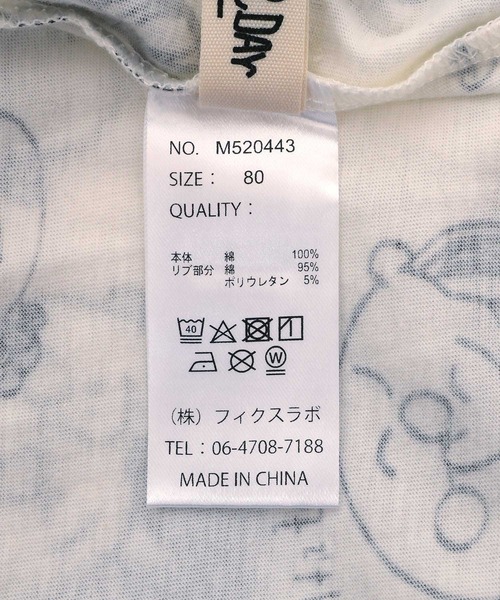 DAY
NO. M520443
SIZE： 80
QUALITY：
本体 綿 100%
リブ部分 綿 95%
ポリウレタン 5%
40
W
（株）フィクスラボ
TEL：06-4708-7188
MADE IN CHINA